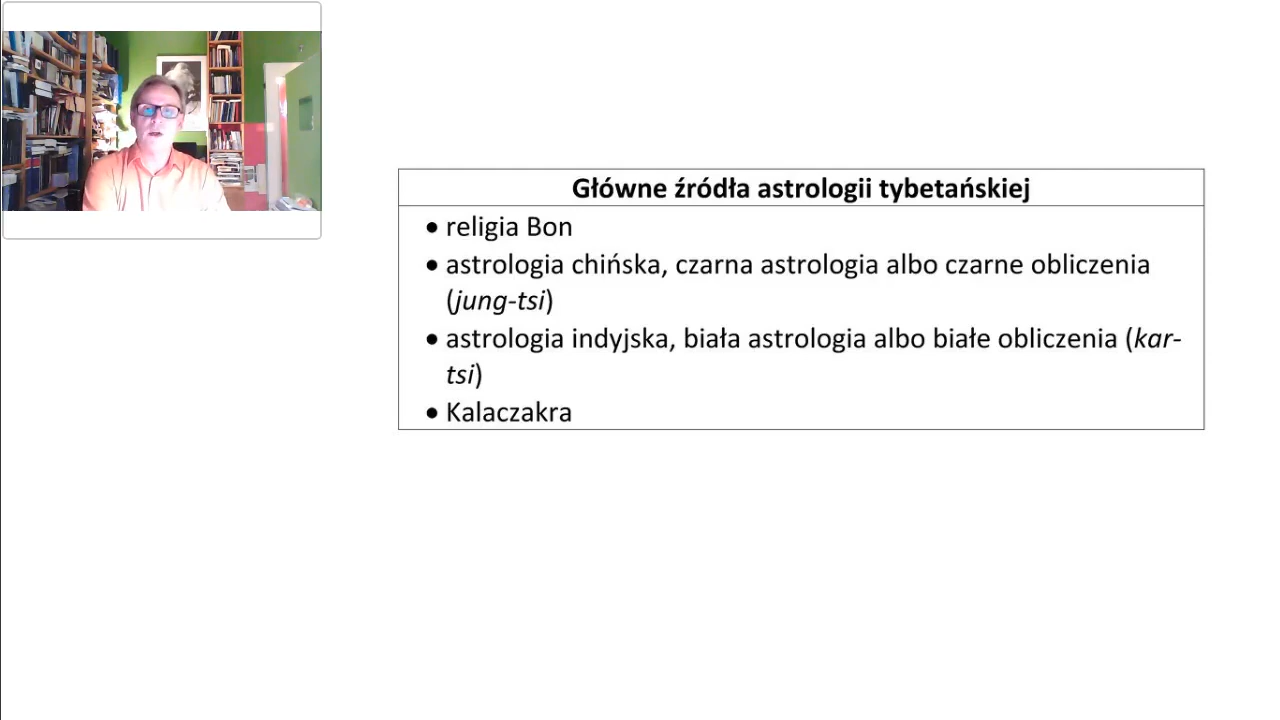 Główne źródła astrologii tybetańskiej
• religia Bon
• astrologia chińska, czarna astrologia albo czarne obliczenia
(jung-tsi)
• astrologia indyjska, biała astrologia albo białe obliczenia (kar-
tsi)
• Kalaczakra